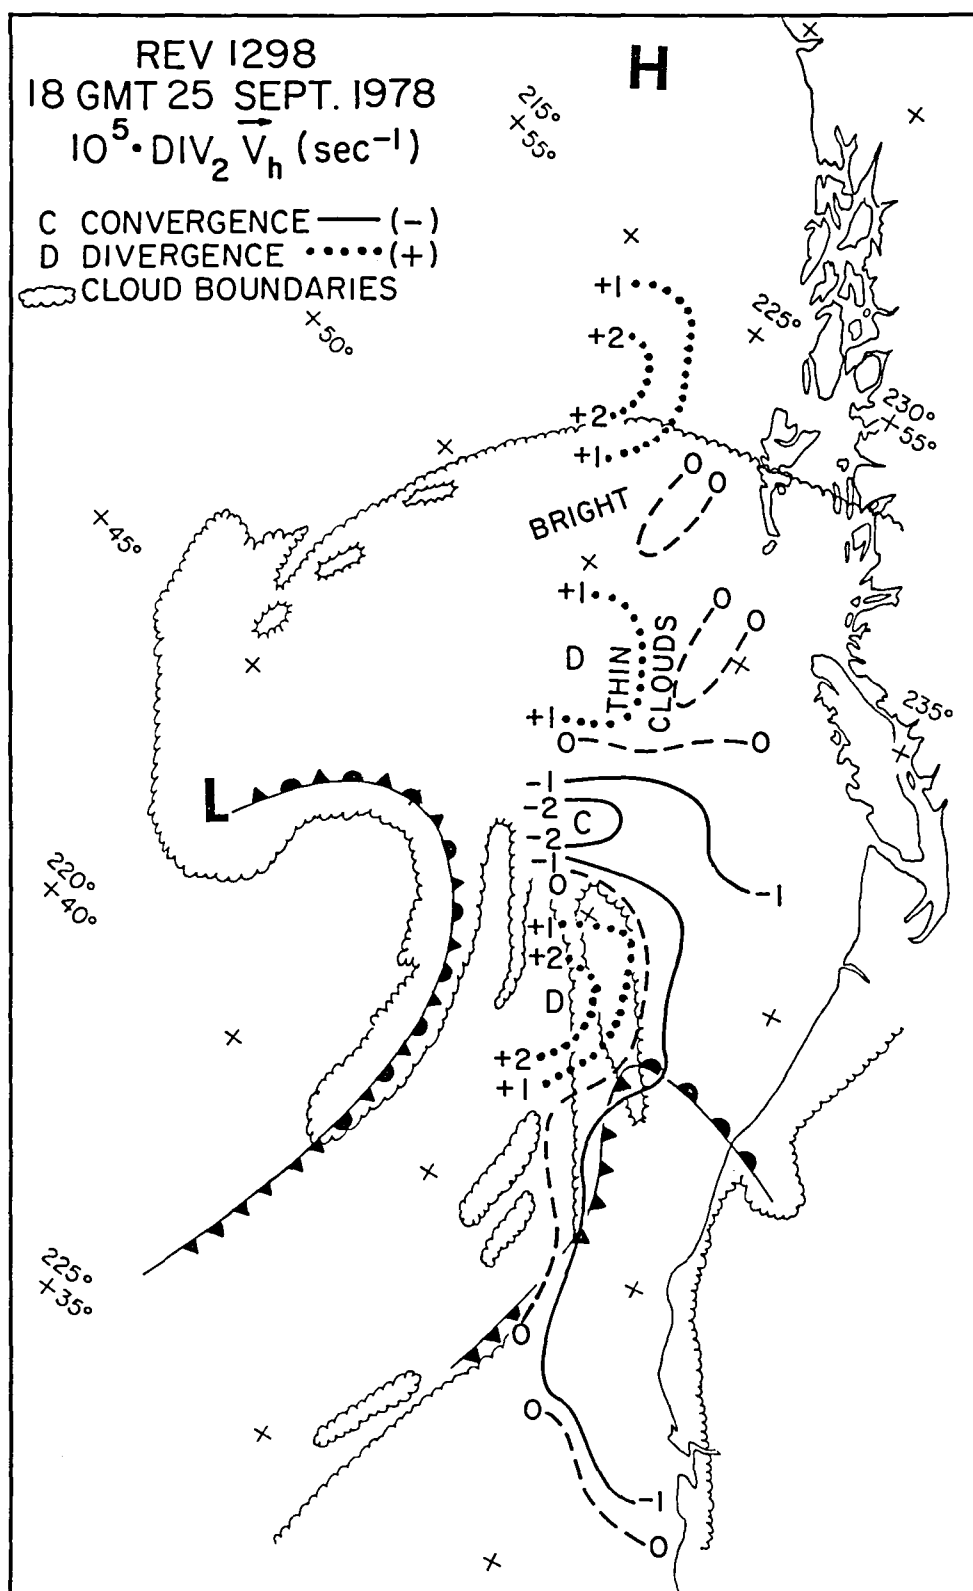 REV 1298
H
18 GMT 25 SEPT. 1978
10⁵·DIV₂ V⃗ₕ (sec⁻¹)
C CONVERGENCE — (-)
D DIVERGENCE ••••• (+)
CLOUD BOUNDARIES
215°
55°
+1
225°
50°
+2
230°
+2
55°
+1
0
0
BRIGHT
45°
+1
0
0
D
THIN
CLOUDS
235°
+1
0
0
-1
L
-2
C
-2
-1
220°
0
-1
40°
+1
+2
D
+2
+1
225°
35°
0
0
-1
0